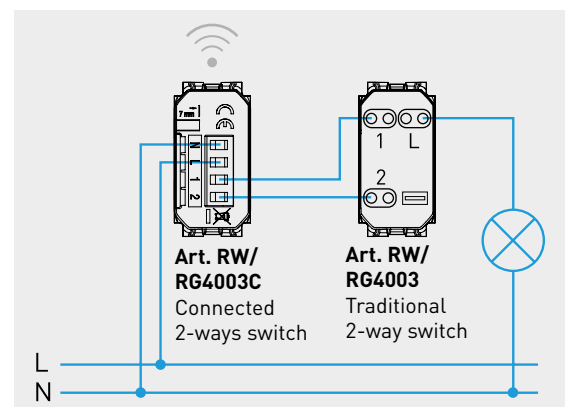 7mm
N
L
1
2
1 L
2
Art. RW/
RG4003C
Connected
2-ways switch
Art. RW/
RG4003
Traditional
2-way switch
L
N